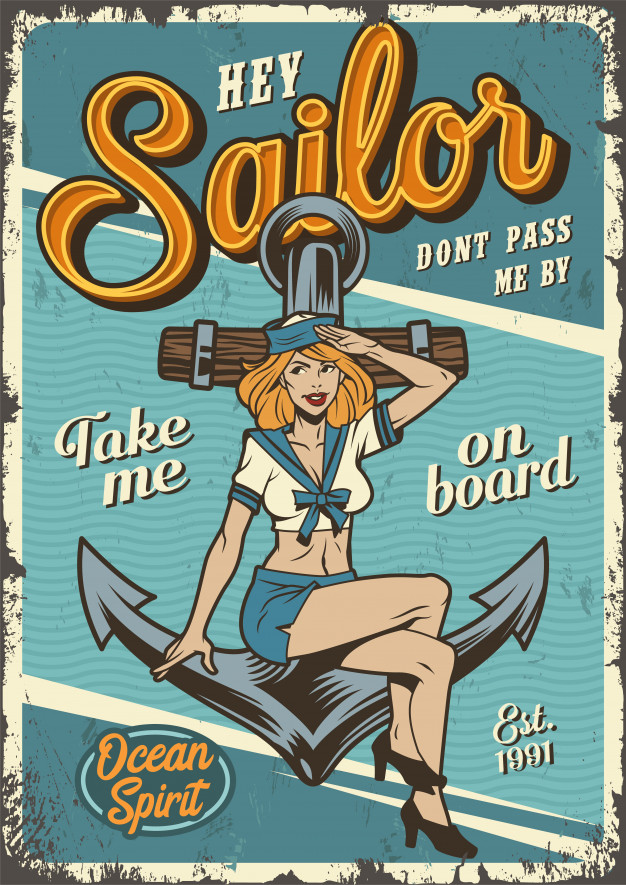 HEY
Sailor
DONT PASS
ME BY
Take
me
on
board
Est.
1991
Ocean
Spirit